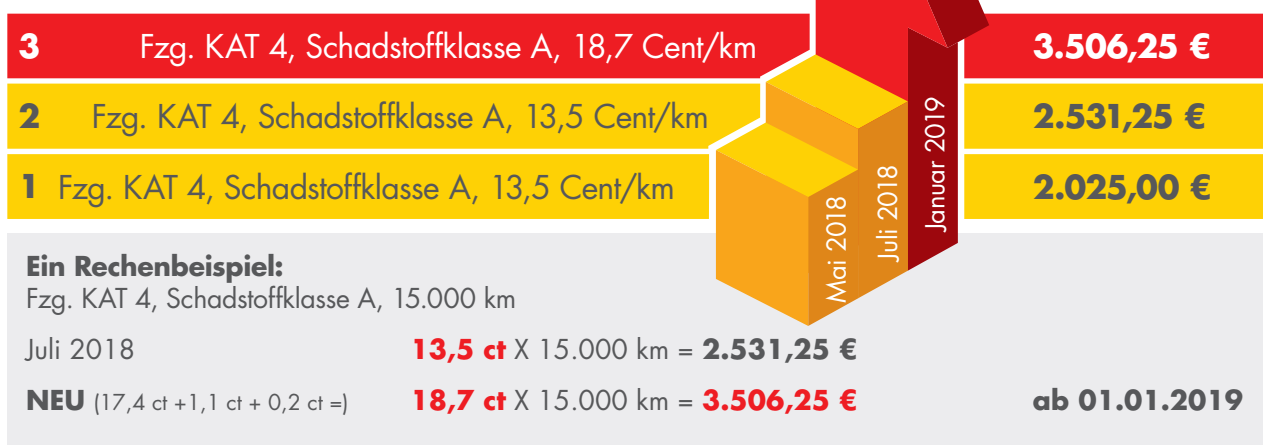 3 Fzg. KAT 4, Schadstoffklasse A, 18,7 Cent/km 3.506,25 €
2 Fzg. KAT 4, Schadstoffklasse A, 13,5 Cent/km 2.531,25 €
1 Fzg. KAT 4, Schadstoffklasse A, 13,5 Cent/km 2.025,00 €
Mai 2018
Juli 2018
Januar 2019
Ein Rechenbeispiel:
Fzg. KAT 4, Schadstoffklasse A, 15.000 km
Juli 2018 13,5 ct X 15.000 km = 2.531,25 €
NEU (17,4 ct +1,1 ct + 0,2 ct =) 18,7 ct X 15.000 km = 3.506,25 € ab 01.01.2019